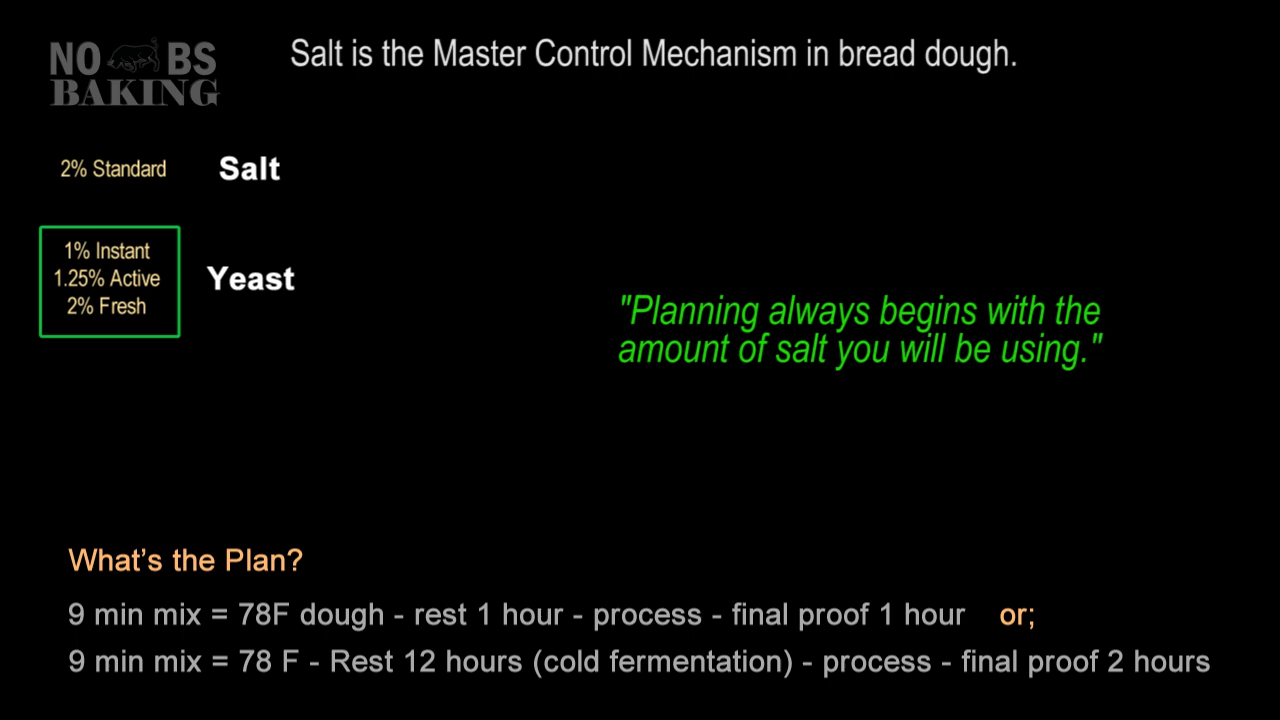 NO BS
BAKING
Salt is the Master Control Mechanism in bread dough.
2% Standard
Salt
1% Instant
1.25% Active
2% Fresh
Yeast
"Planning always begins with the
amount of salt you will be using."
What’s the Plan?
9 min mix = 78F dough - rest 1 hour - process - final proof 1 hour or;
9 min mix = 78 F - Rest 12 hours (cold fermentation) - process - final proof 2 hours